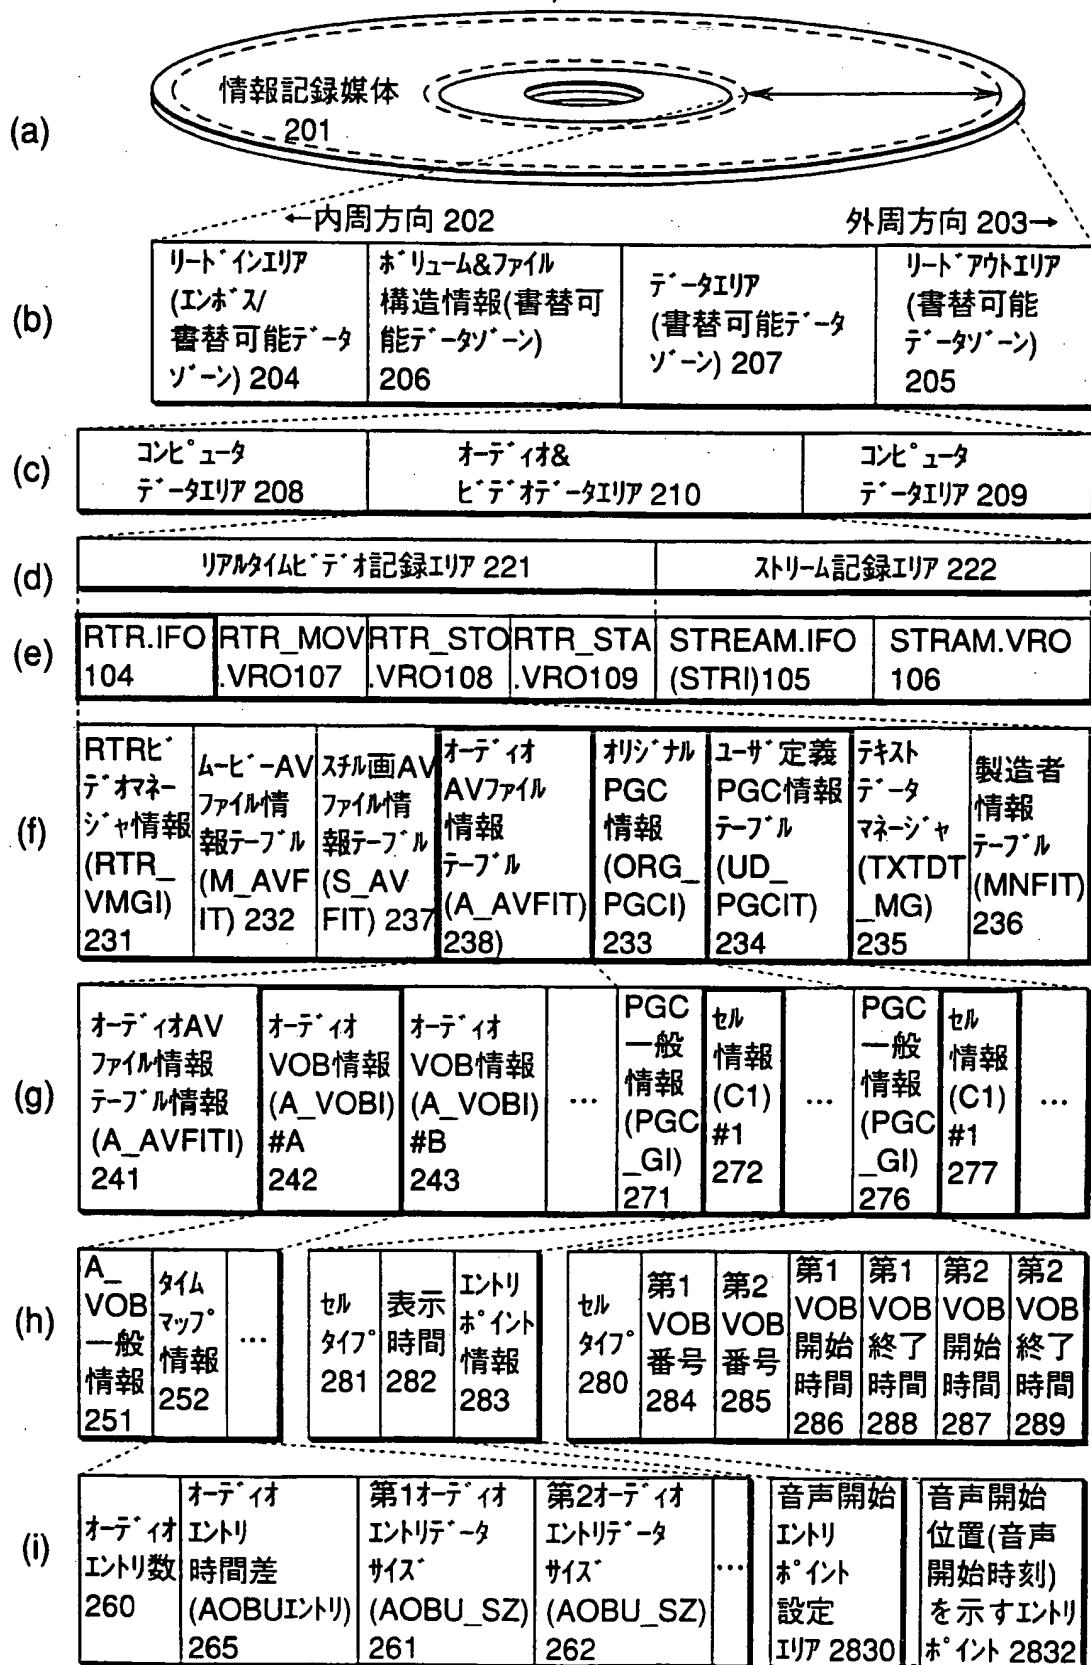 (a)
情報記録媒体
201
←内周方向 202
外周方向 203→
(b)
リードインエリア
(エンボス/
書替可能データ
ゾーン) 204
ボリューム&ファイル
構造情報(書替可
能データゾーン)
206
データエリア
(書替可能データ
ゾーン) 207
リードアウトエリア
(書替可能
データゾーン)
205
(c)
コンピュータ
データエリア 208
オーディオ&
ビデオデータエリア 210
コンピュータ
データエリア 209
(d)
リアルタイムビデオ記録エリア 221
ストリーム記録エリア 222
(e)
RTR.IFO
104
RTR_MOV
.VRO107
RTR_STO
.VRO108
RTR_STA
.VRO109
STREAM.IFO
(STRI)105
STRAM.VRO
106
(f)
RTRビ
デオマネー
ジャ情報
(RTR_
VMGI)
231
ムービーAV
ファイル情
報テーブル
(M_AVF
IT) 232
スチル画AV
ファイル情
報テーブル
(S_AV
FIT) 237
オーディオ
AVファイル
情報
テーブル
(A_AVFIT)
238)
オリジナル
PGC
情報
(ORG_
PGCI)
233
ユーザ定義
PGC情報
テーブル
(UD_
PGCIT)
234
テキスト
データ
マネージャ
(TXTDT
_MG)
235
製造者
情報
テーブル
(MNFIT)
236
(g)
オーディオAV
ファイル情報
テーブル情報
(A_AVFITI)
241
オーディオ
VOB情報
(A_VOBI)
#A
242
オーディオ
VOB情報
(A_VOBI)
#B
243
…
PGC
一般
情報
(PGC
_GI)
271
セル
情報
(C1)
#1
272
…
PGC
一般
情報
(PGC
_GI)
276
セル
情報
(C1)
#1
277
…
(h)
A_
VOB
一般
情報
251
タイム
マップ
情報
252
…
セル
タイプ
281
表示
時間
282
エントリ
ポイント
情報
283
セル
タイプ
280
第1
VOB
番号
284
第2
VOB
番号
285
第1
VOB
開始
時間
286
第1
VOB
終了
時間
288
第2
VOB
開始
時間
287
第2
VOB
終了
時間
289
(i)
オーディオ
エントリ数
260
オーディオ
エントリ
時間差
(AOBUエントリ)
265
第1オーディオ
エントリデータ
サイズ
(AOBU_SZ)
261
第2オーディオ
エントリデータ
サイズ
(AOBU_SZ)
262
…
音声開始
エントリ
ポイント
設定
エリア 2830
音声開始
位置(音声
開始時刻)
を示すエントリ
ポイント 2832